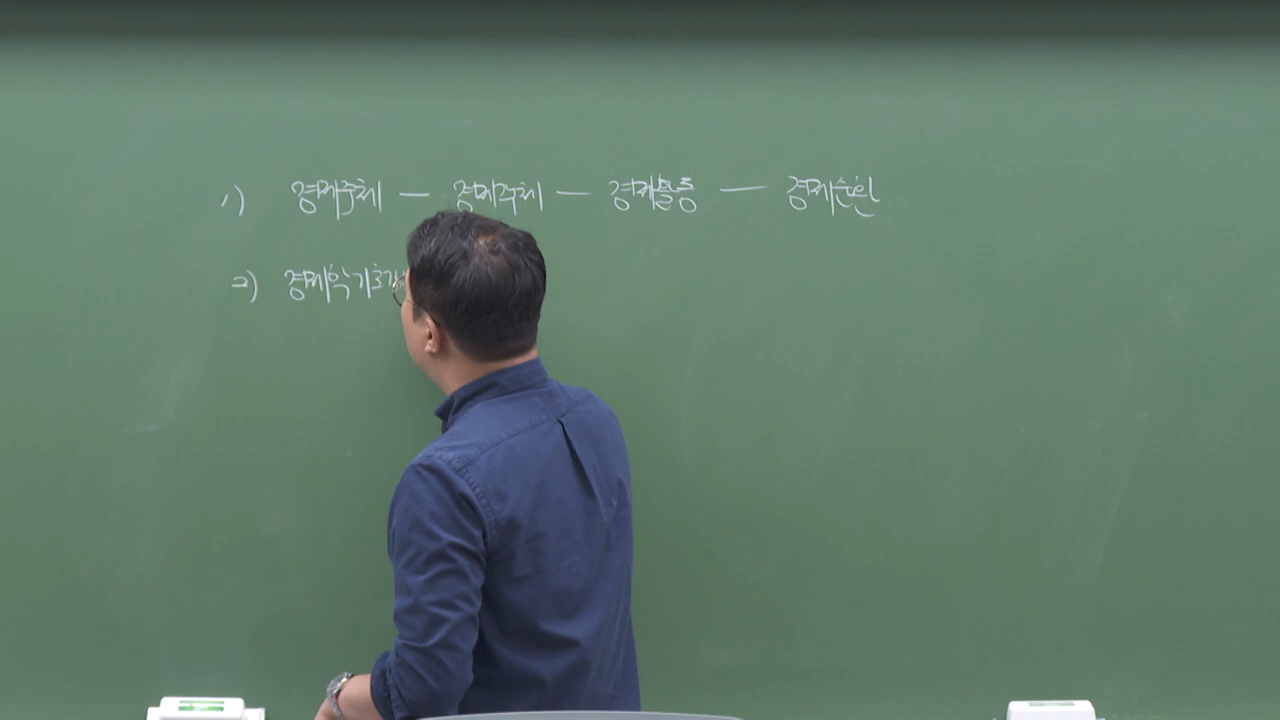 1) 경제주체 — 경제객체 — 경제활동 — 경제순환
2) 경제학기초